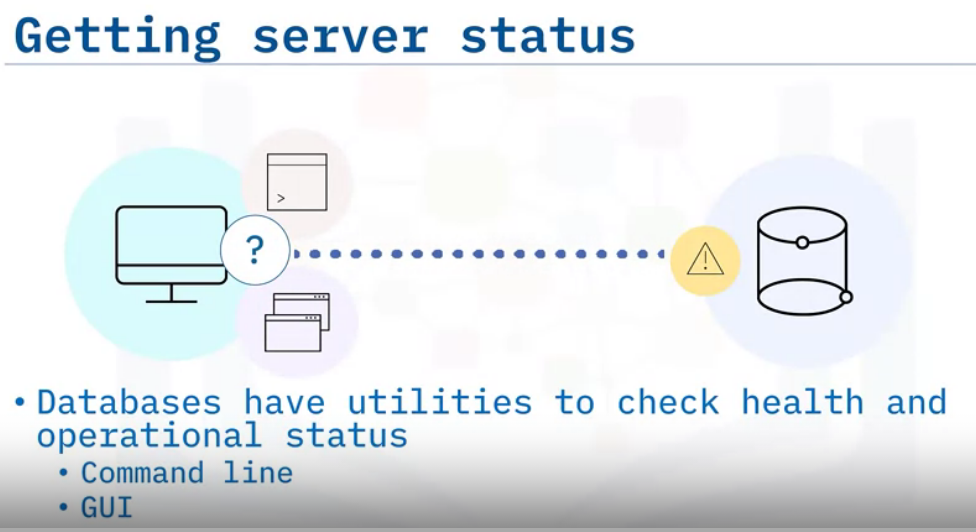 Getting server status
>
?
!
• Databases have utilities to check health and
operational status
• Command line
• GUI